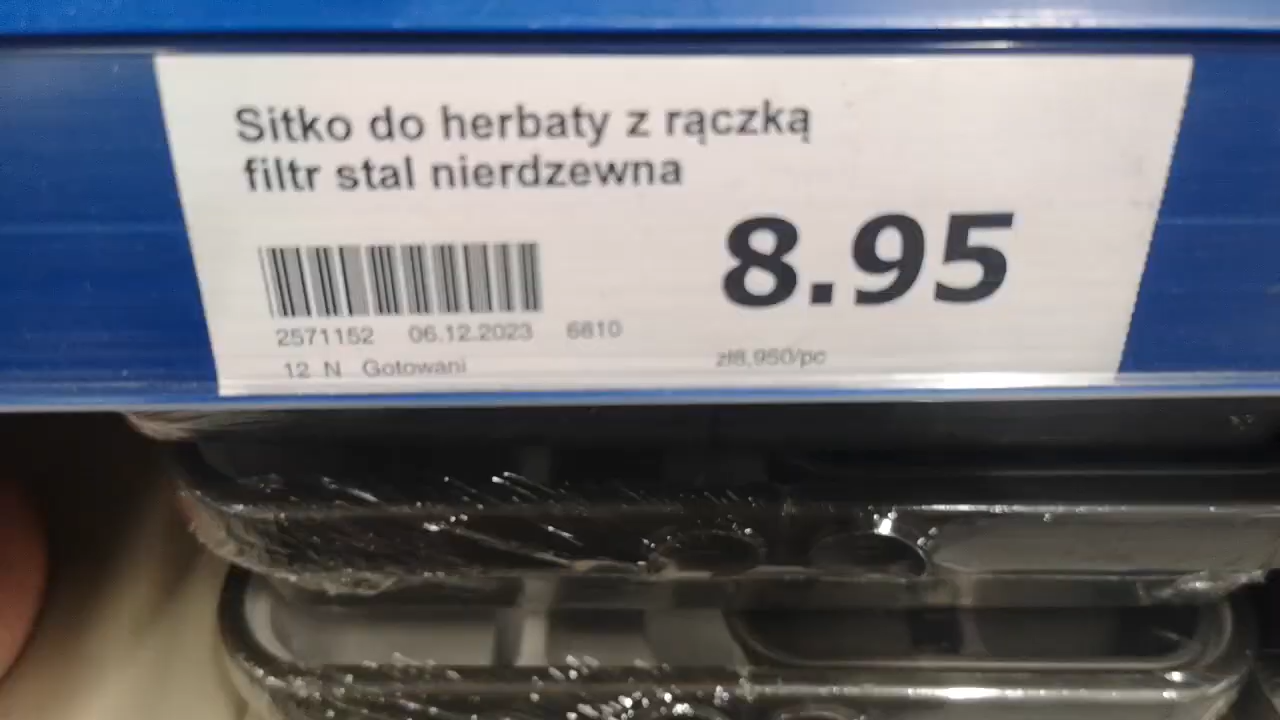 Sitko do herbaty z rączką
filtr stal nierdzewna
8.95
2571152 06.12.2023 6810
12 N Gotowani
zł8,950/pc